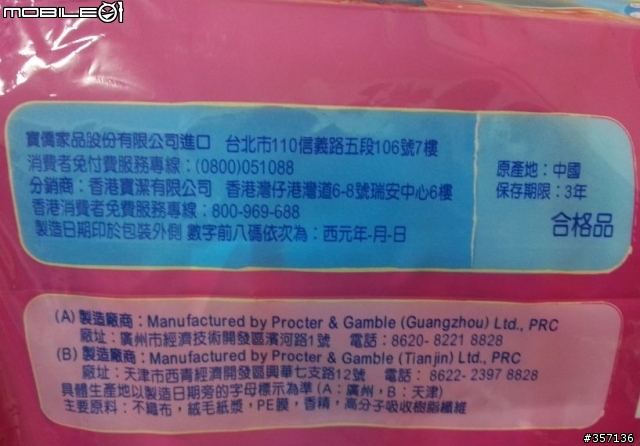 MOBILE01
寶僑家品股份有限公司進口 台北市110信義路五段106號7樓
消費者免付費服務專線：(0800)051088
分銷商：香港寶潔有限公司 香港灣仔港灣道6-8號瑞安中心6樓
香港消費者免費服務專線：800-969-688
製造日期印於包裝外側 數字前八碼依次為：西元年-月-日
原產地：中國
保存期限：3年
合格品
(A) 製造廠商：Manufactured by Procter & Gamble (Guangzhou) Ltd., PRC
廠址：廣州市經濟技術開發區濱河路1號 電話：8620- 8221 8828
(B) 製造廠商：Manufactured by Procter & Gamble (Tianjin) Ltd., PRC
廠址：天津市西青經濟開發區興華七支路12號 電話： 8622- 2397 8828
具體生產地以製造日期旁的字母標示為準（A：廣州，B：天津）
主要原料：不織布，絨毛紙漿，PE膜，香精，高分子吸收樹脂纖維
#357136